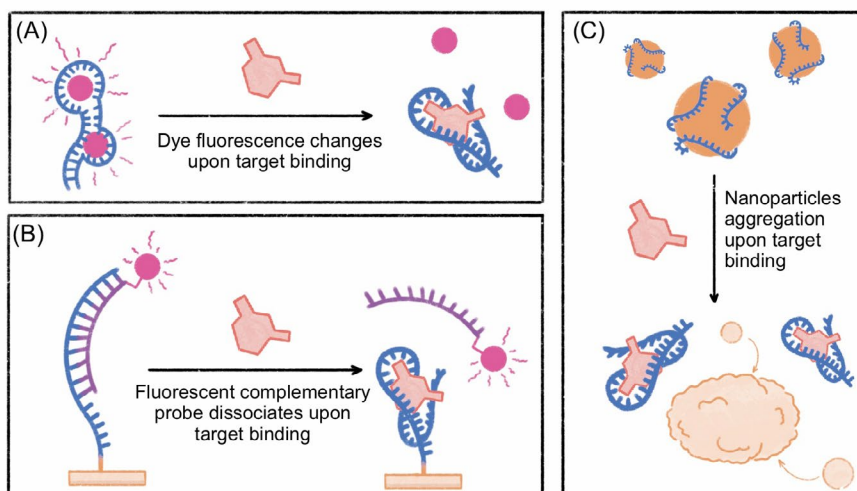 (A)
Dye fluorescence changes
upon target binding
(B)
Fluorescent complementary
probe dissociates upon
target binding
(C)
Nanoparticles
aggregation
upon target
binding